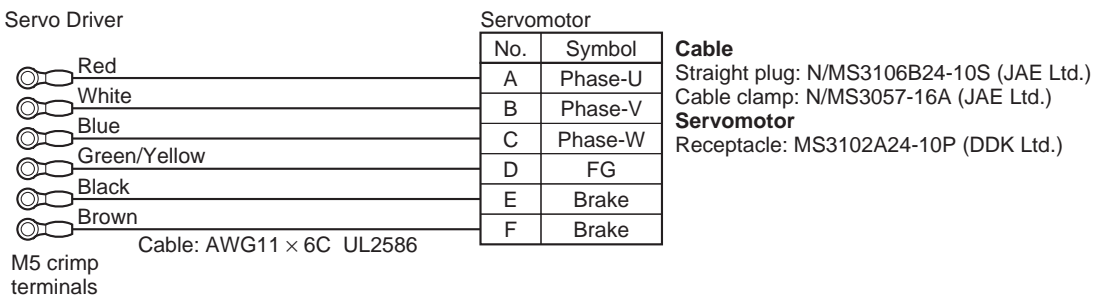 Servo Driver
Servomotor
No. Symbol
Red
A Phase-U
White
B Phase-V
Blue
C Phase-W
Green/Yellow
D FG
Black
E Brake
Brown
F Brake
Cable: AWG11 × 6C UL2586
M5 crimp
terminals
Cable
Straight plug: N/MS3106B24-10S (JAE Ltd.)
Cable clamp: N/MS3057-16A (JAE Ltd.)
Servomotor
Receptacle: MS3102A24-10P (DDK Ltd.)